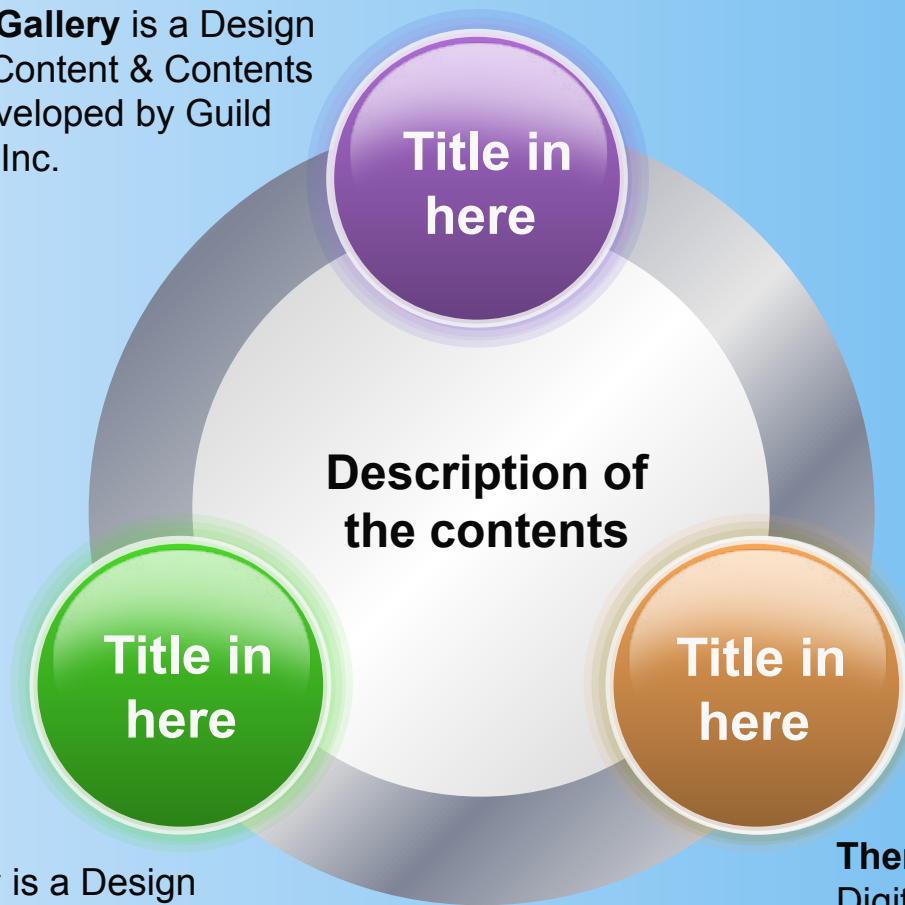 Gallery is a Design
Content & Contents
veloped by Guild
Inc.
Title in
here
Description of
the contents
Title in
here
Title in
here
is a Design